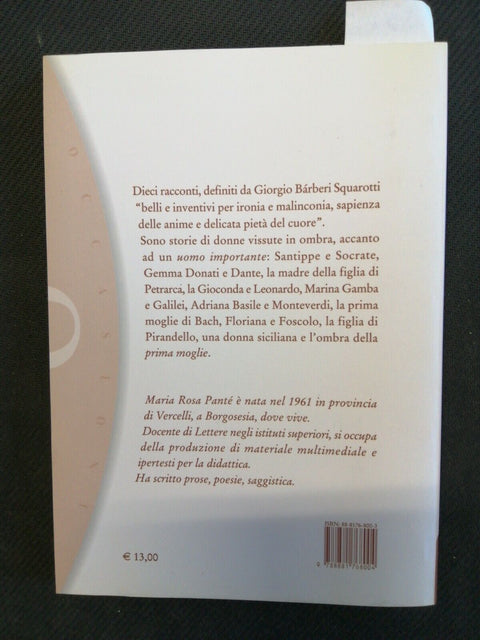 Dieci racconti, definiti da Giorgio Bárberi Squarotti
"belli e inventivi per ironia e malinconia, sapienza
delle anime e delicata pietà del cuore".
Sono storie di donne vissute in ombra, accanto
ad un uomo importante: Santippe e Socrate,
Gemma Donati e Dante, la madre della figlia di
Petrarca, la Gioconda e Leonardo, Marina Gamba
e Galilei, Adriana Basile e Monteverdi, la prima
moglie di Bach, Floriana e Foscolo, la figlia di
Pirandello, una donna siciliana e l'ombra della
prima moglie.
Maria Rosa Panté è nata nel 1961 in provincia
di Vercelli, a Borgosesia, dove vive.
Docente di Lettere negli istituti superiori, si occupa
della produzione di materiale multimediale e
ipertesti per la didattica.
Ha scritto prose, poesie, saggistica.
€ 13,00
OCCASIONI